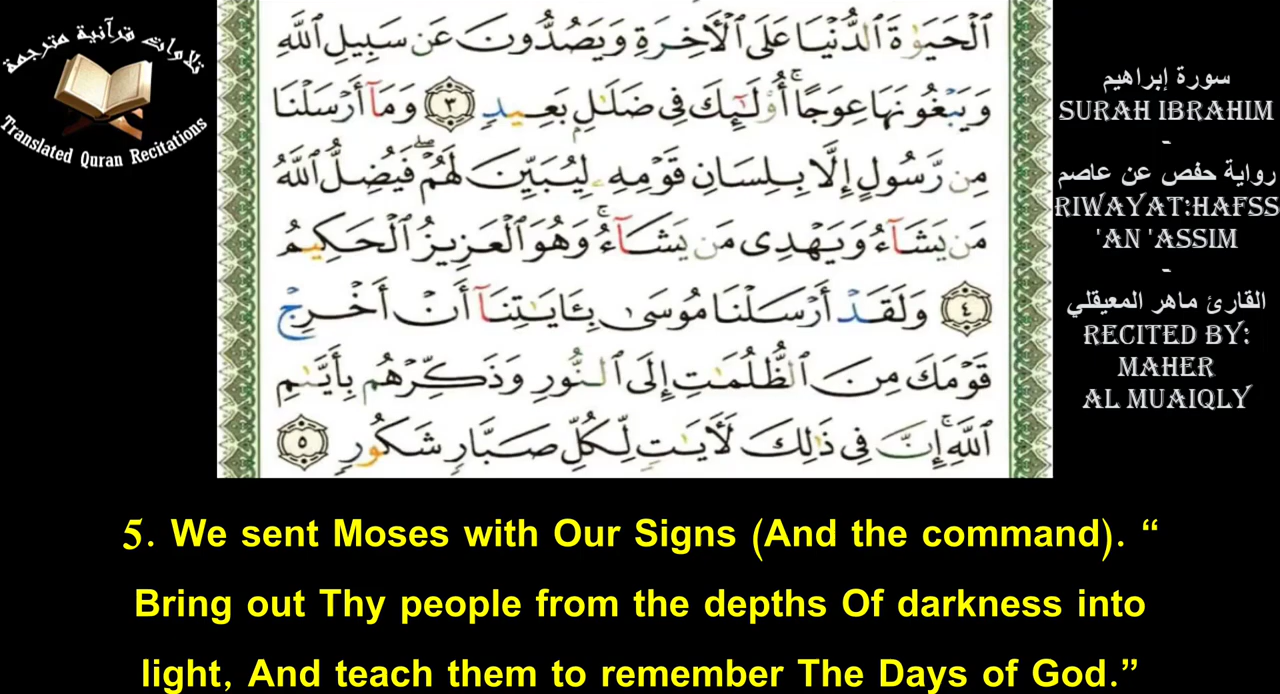 تلاوات قرآنية مترجمة
Translated Quran Recitations
ٱلْحَيَوٰةَ ٱلدُّنْيَا عَلَى ٱلْأَخِرَةِ وَيَصُدُّونَ عَن سَبِيلِ ٱللَّهِ
وَيَبْغُونَهَا عِوَجًا ۚ أُو۟لَٰٓئِكَ فِى ضَلَٰلٍۭ بَعِيدٍ ٣ وَمَآ أَرْسَلْنَا
مِن رَّسُولٍ إِلَّا بِلِسَانِ قَوْمِهِۦ لِيُبَيِّنَ لَهُمْ ۖ فَيُضِلُّ ٱللَّهُ
مَن يَشَآءُ وَيَهْدِى مَن يَشَآءُ ۚ وَهُوَ ٱلْعَزِيزُ ٱلْحَكِيمُ
٤ وَلَقَدْ أَرْسَلْنَا مُوسَىٰ بِـَٔايَٰتِنَآ أَنْ أَخْرِجْ
قَوْمَكَ مِنَ ٱلظُّلُمَٰتِ إِلَى ٱلنُّورِ وَذَكِّرْهُم بِأَيَّىٰمِ
ٱللَّهِ ۚ إِنَّ فِى ذَٰلِكَ لَأَيَٰتٍ لِّكُلِّ صَبَّارٍ شَكُورٍ ٥
سورة إبراهيم
SURAH IBRAHIM
-
رواية حفص عن عاصم
RIWAYAT:HAFSS
'AN 'ASSIM
-
القارئ ماهر المعيقلي
RECITED BY:
MAHER
AL MUAIQLY
5. We sent Moses with Our Signs (And the command). “
Bring out Thy people from the depths Of darkness into
light, And teach them to remember The Days of God.”